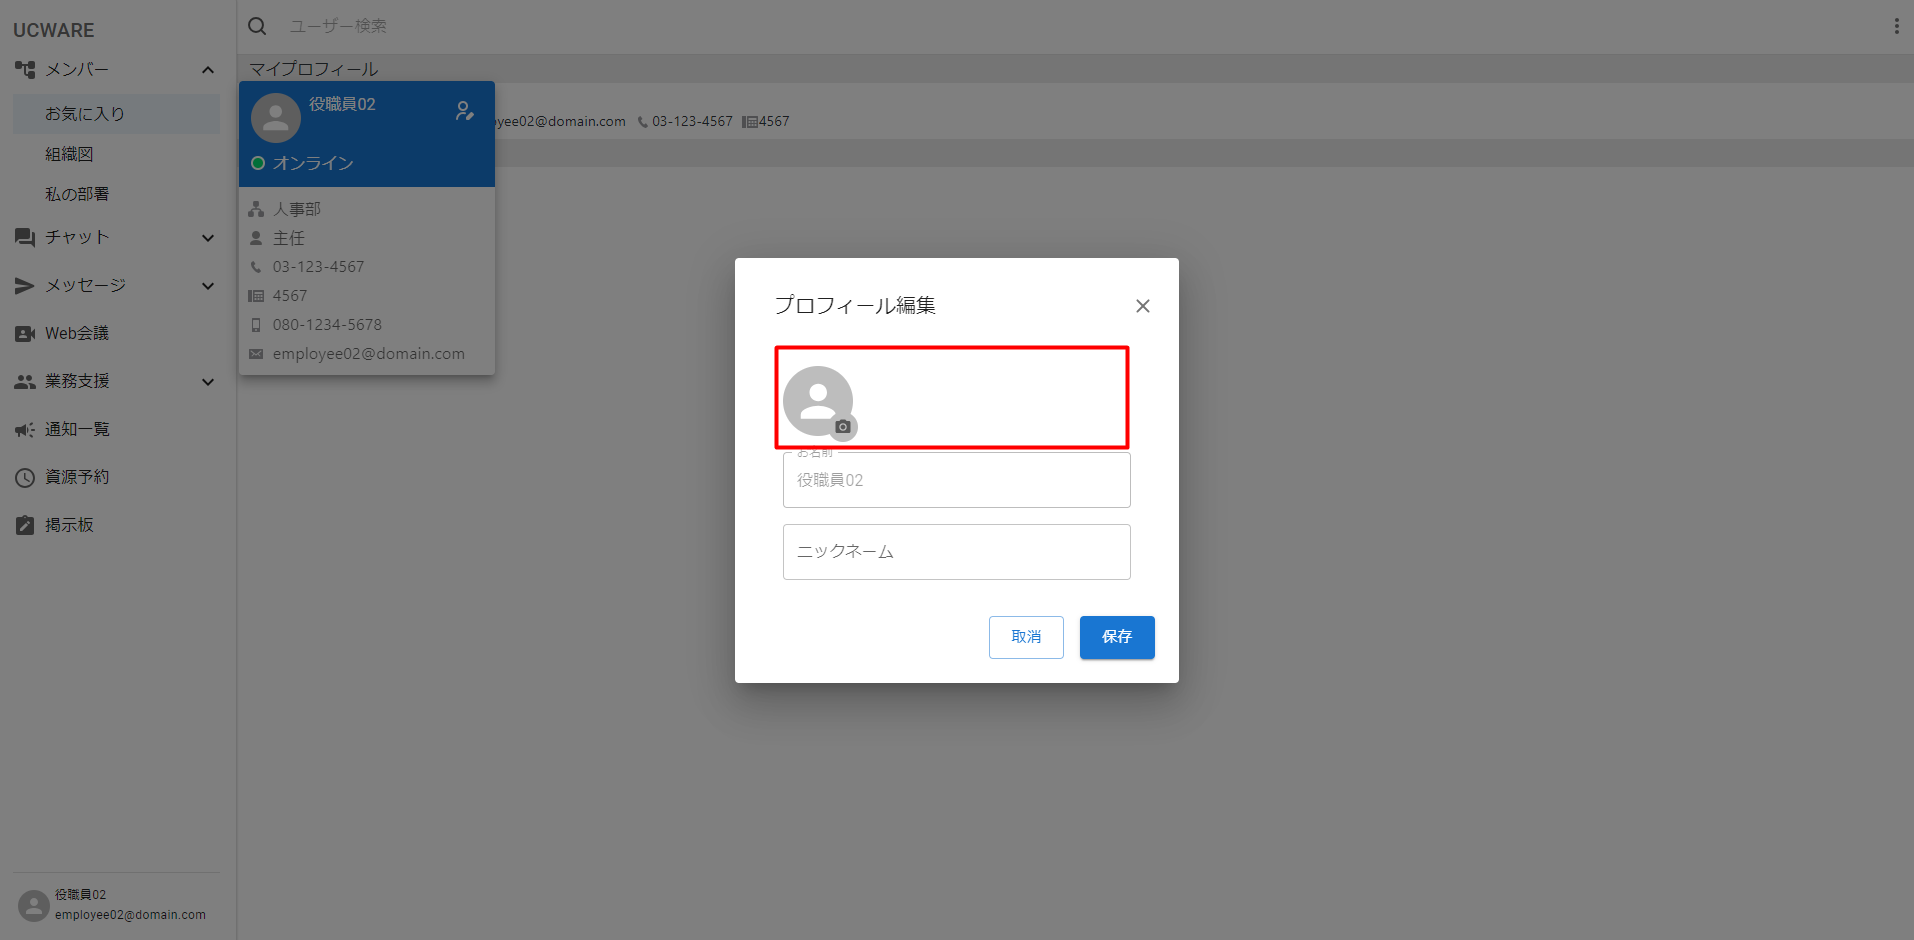 UCWARE
メンバー
お気に入り
組織図
私の部署
チャット
メッセージ
Web会議
業務支援
通知一覧
資源予約
掲示板
役職員02
employee02@domain.com
ユーザー検索
マイプロフィール
役職員02
オンライン
yee02@domain.com 03-123-4567 4567
人事部
主任
03-123-4567
4567
080-1234-5678
employee02@domain.com
プロフィール編集
お名前
役職員02
ニックネーム
取消
保存